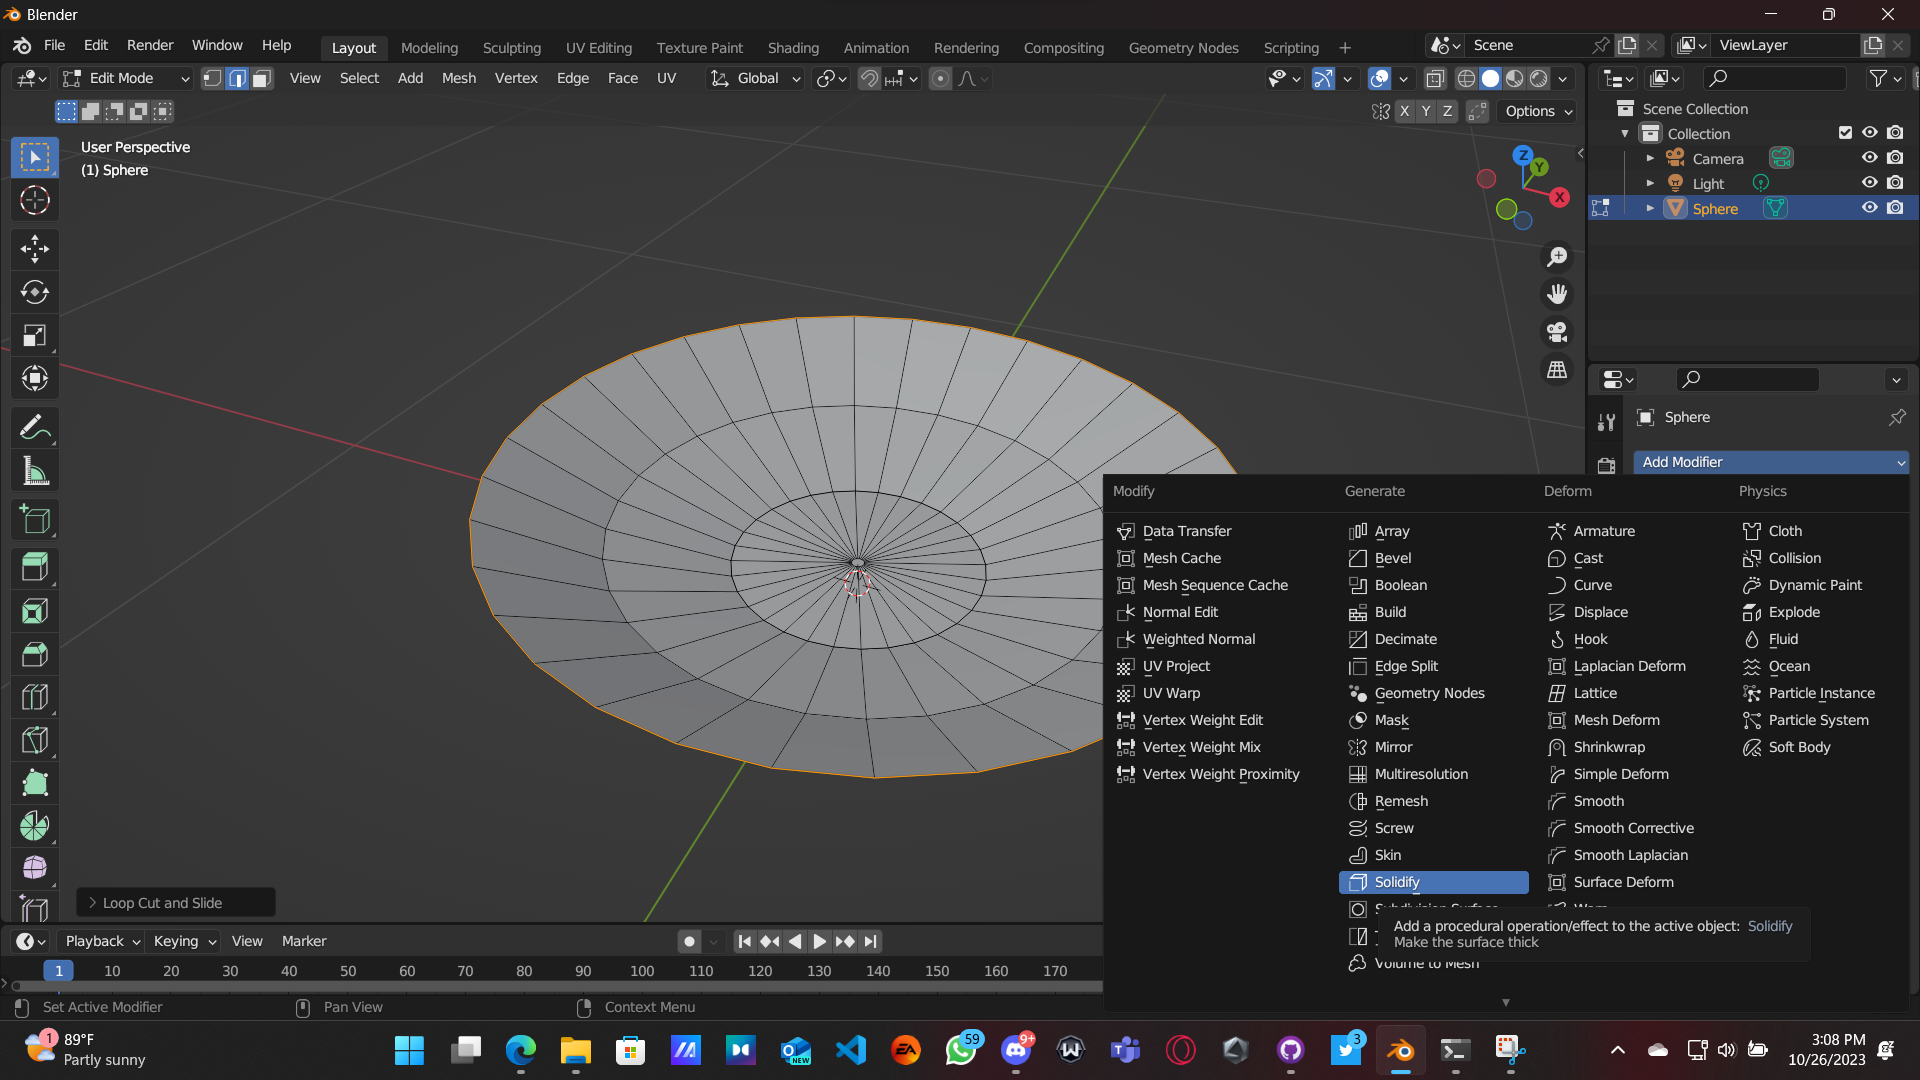 Blender
File Edit Render Window Help
Layout Modeling Sculpting UV Editing Texture Paint Shading Animation Rendering Compositing Geometry Nodes Scripting +
Scene
ViewLayer
Edit Mode View Select Add Mesh Vertex Edge Face UV Global
X Y Z Options
User Perspective
(1) Sphere
Z
Y
X
Scene Collection
Collection
Camera
Light
Sphere
Sphere
Add Modifier
Modify
Data Transfer
Mesh Cache
Mesh Sequence Cache
Normal Edit
Weighted Normal
UV Project
UV Warp
Vertex Weight Edit
Vertex Weight Mix
Vertex Weight Proximity
Generate
Array
Bevel
Boolean
Build
Decimate
Edge Split
Geometry Nodes
Mask
Mirror
Multiresolution
Remesh
Screw
Skin
Solidify
Subdivision Surface
Volume to Mesh
Deform
Armature
Cast
Curve
Displace
Hook
Laplacian Deform
Lattice
Mesh Deform
Shrinkwrap
Simple Deform
Smooth
Smooth Corrective
Smooth Laplacian
Surface Deform
Warp
Physics
Cloth
Collision
Dynamic Paint
Explode
Fluid
Ocean
Particle Instance
Particle System
Soft Body
Add a procedural operation/effect to the active object: Solidify
Make the surface thick
Loop Cut and Slide
Playback Keying View Marker
1 10 20 30 40 50 60 70 80 90 100 110 120 130 140 150 160 170
Set Active Modifier Pan View Context Menu
1
89°F
Partly sunny
NEW
EA
59
9+
3
3:08 PM
10/26/2023